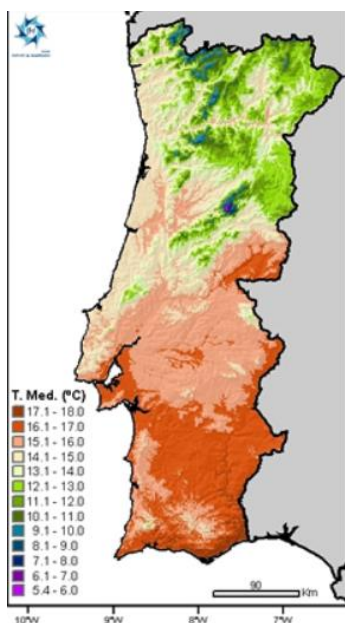 T. Med. (°C)
17.1 - 18.0
16.1 - 17.0
15.1 - 16.0
14.1 - 15.0
13.1 - 14.0
12.1 - 13.0
11.1 - 12.0
10.1 - 11.0
9.1 - 10.0
8.1 - 9.0
7.1 - 8.0
6.1 - 7.0
5.4 - 6.0
90
Km
10°W 9°W 8°W 7°W